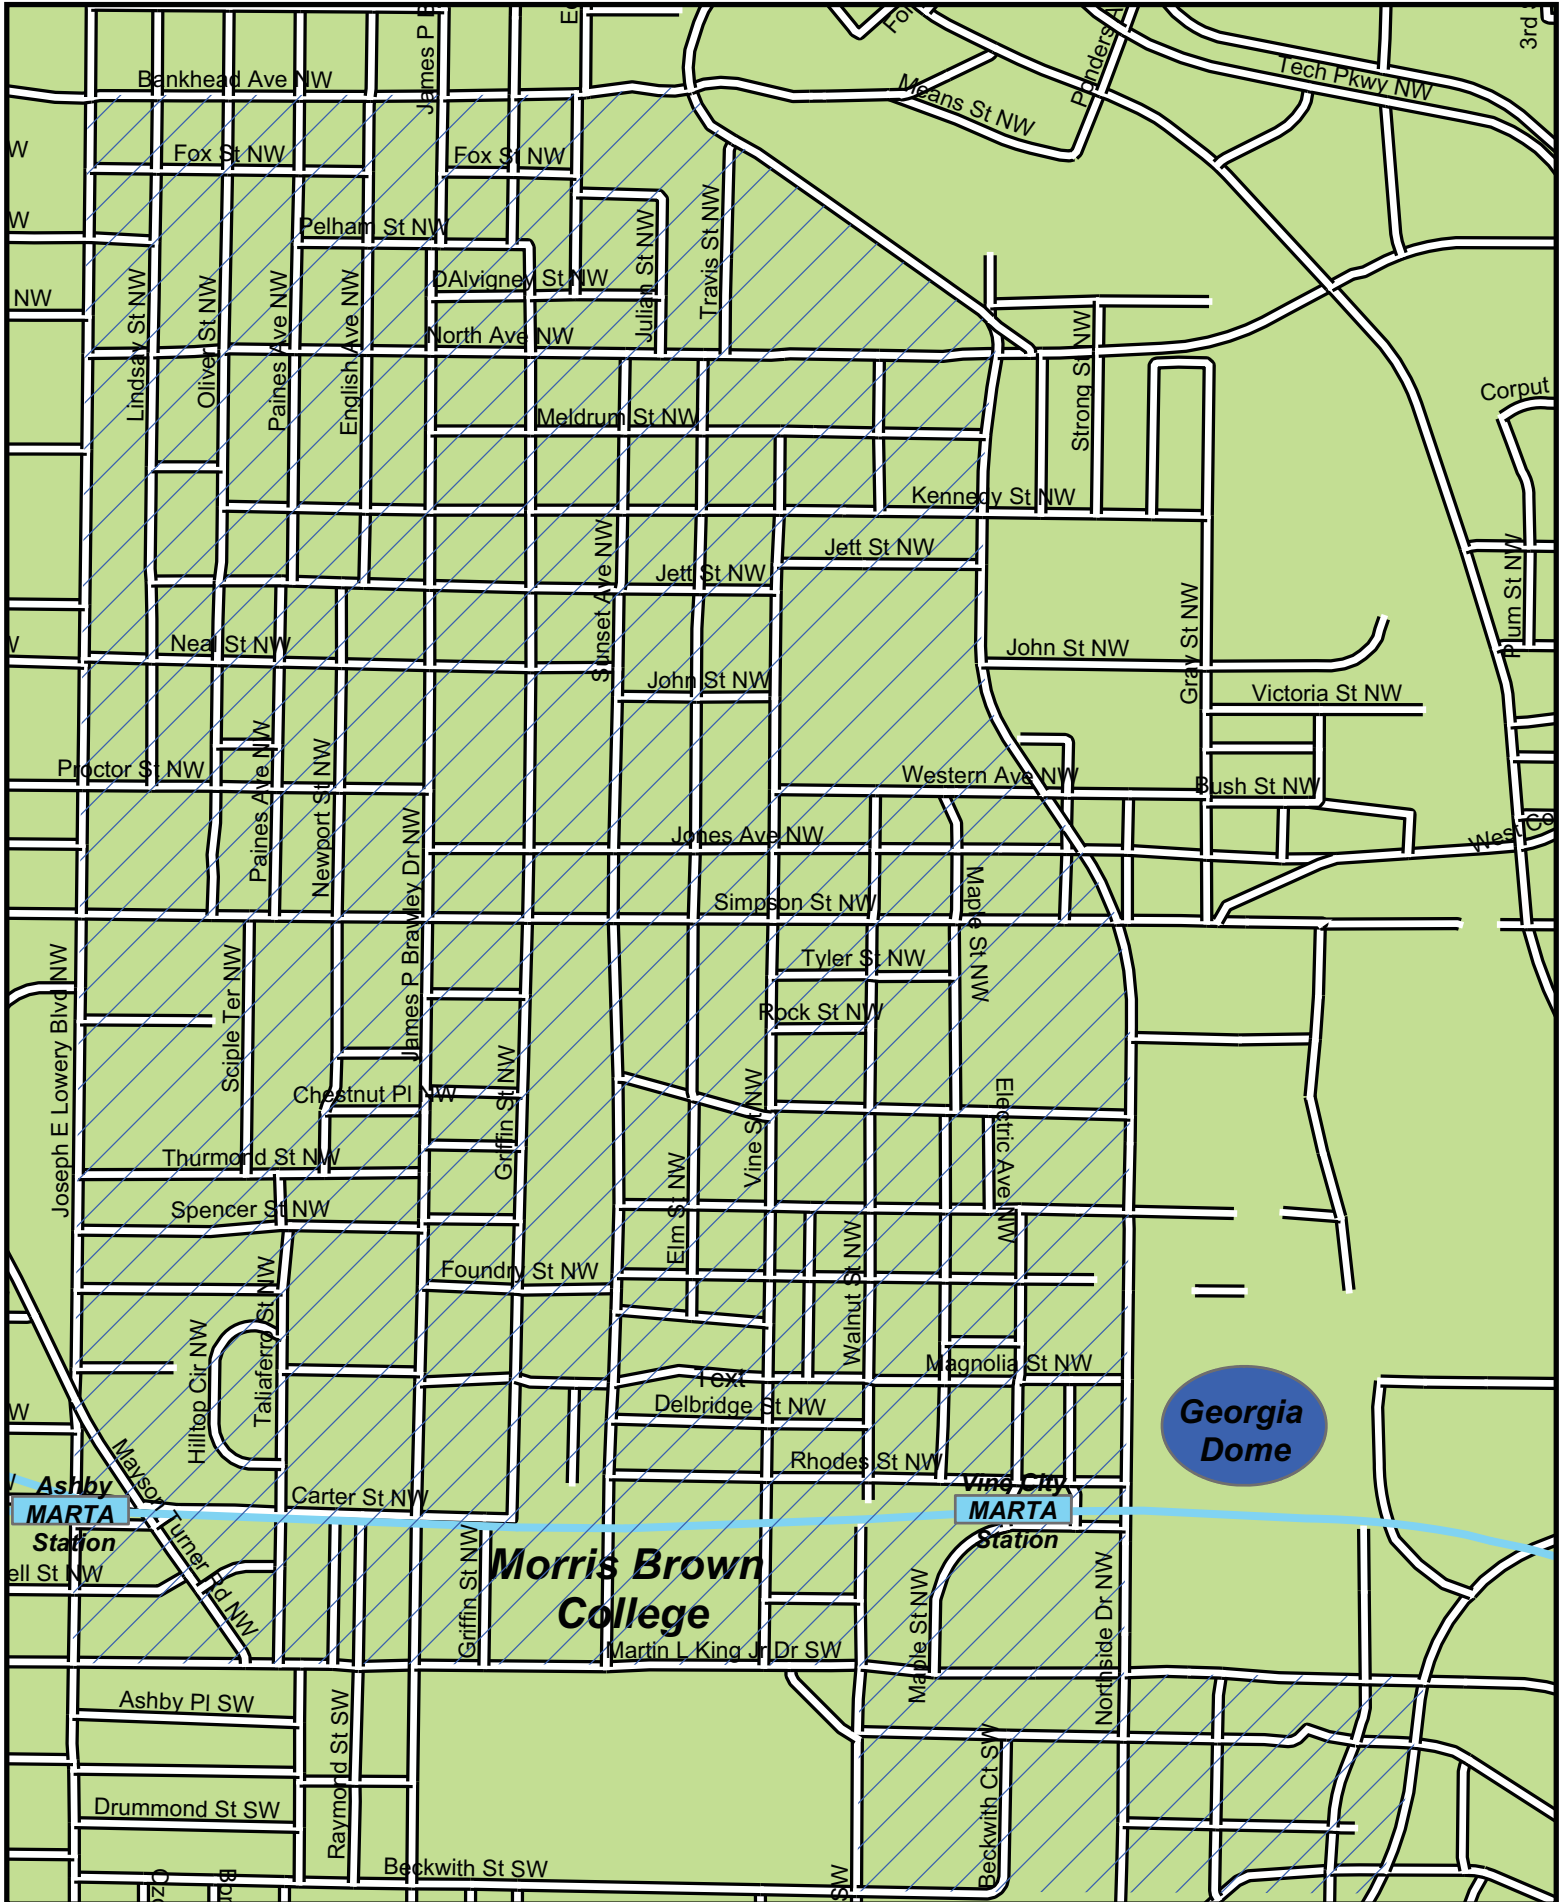 3rd
Tech Pkwy NW
Bankhead Ave NW
James P B
Means St NW
W
Fox St NW
Fox St NW
W
Pelham St NW
Julian St NW
Travis St NW
DAlvigney St NW
NW
Lindsay St NW
Oliver St NW
Paines Ave NW
English Ave NW
North Ave NW
Strong St NW
Corput
Meldrum St NW
Kennedy St NW
Jett St NW
Jett St NW
Sunset Ave NW
Plum St NW
Gray St NW
Neal St NW
John St NW
John St NW
Victoria St NW
Proctor St NW
Paines Ave NW
Newport St NW
Western Ave NW
Bush St NW
Jones Ave NW
West Co
James P Brawley Dr NW
Simpson St NW
Maple St NW
Joseph E Lowery Blvd NW
Sciple Ter NW
Tyler St NW
Rock St NW
Chestnut Pl NW
Griffin St NW
Vine St NW
Electric Ave NW
Thurmond St NW
Elm St NW
Spencer St NW
Walnut St NW
Foundry St NW
Hilltop Cir NW
Taliaferro St NW
Magnolia St NW
Text
Delbridge St NW
Georgia
Dome
W
Mayson Turner Rd NW
Rhodes St NW
Ashby
MARTA
Station
Carter St NW
Vine City
MARTA
Station
Griffin St NW
Morris Brown
College
ell St NW
Maple St NW
Northside Dr NW
Martin L King Jr Dr SW
Ashby Pl SW
Raymond St SW
Beckwith Ct SW
Drummond St SW
Beckwith St SW
SW